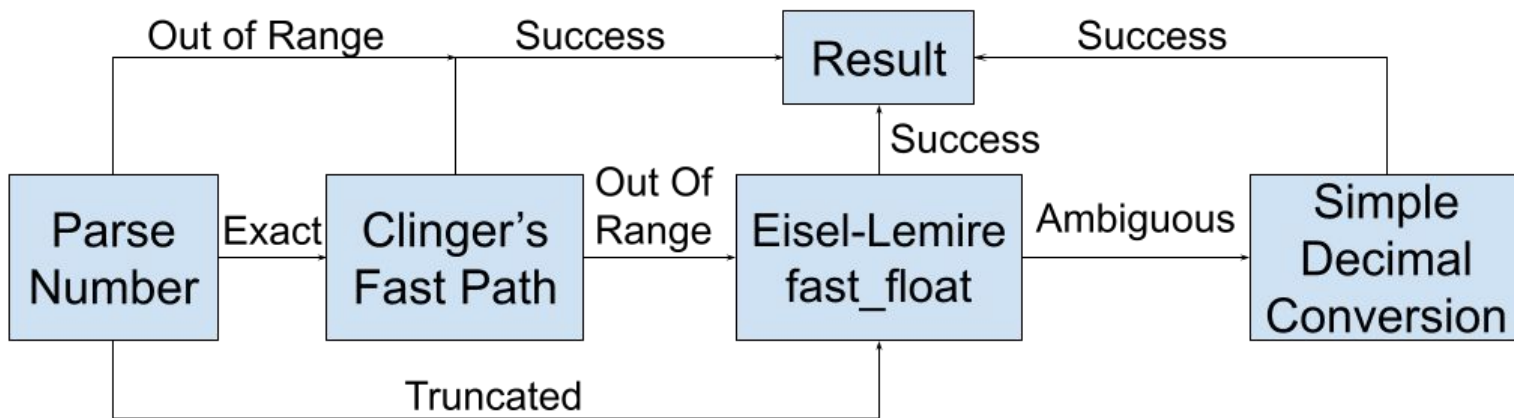 Out of Range
Success
Result
Success
Success
Parse
Number
Exact
Clinger's
Fast Path
Out Of
Range
Eisel-Lemire
fast_float
Ambiguous
Simple
Decimal
Conversion
Truncated